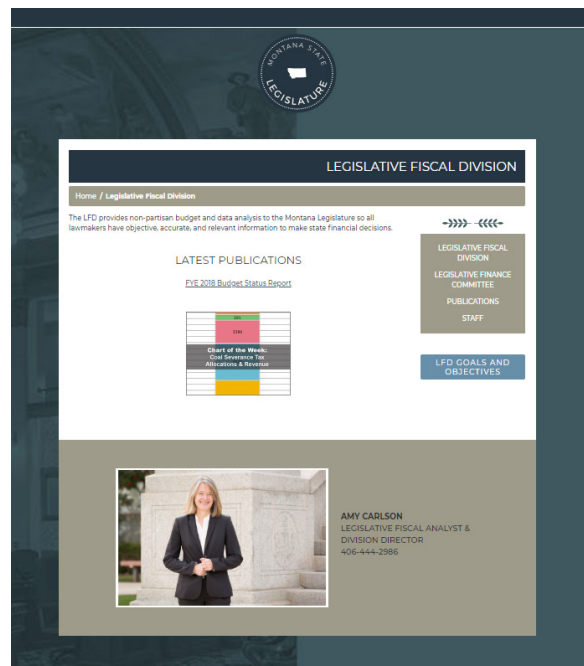 MONTANA STATE
LEGISLATURE
LEGISLATIVE FISCAL DIVISION
Home / Legislative Fiscal Division
The LFD provides non-partisan budget and data analysis to the Montana Legislature so all
lawmakers have objective, accurate, and relevant information to make state financial decisions.
LATEST PUBLICATIONS
FYE 2018 Budget Status Report
Chart of the Week:
Coal Severance Tax
Allocations & Revenue
LEGISLATIVE FISCAL
DIVISION
LEGISLATIVE FINANCE
COMMITTEE
PUBLICATIONS
STAFF
LFD GOALS AND
OBJECTIVES
AMY CARLSON
LEGISLATIVE FISCAL ANALYST &
DIVISION DIRECTOR
406-444-2986